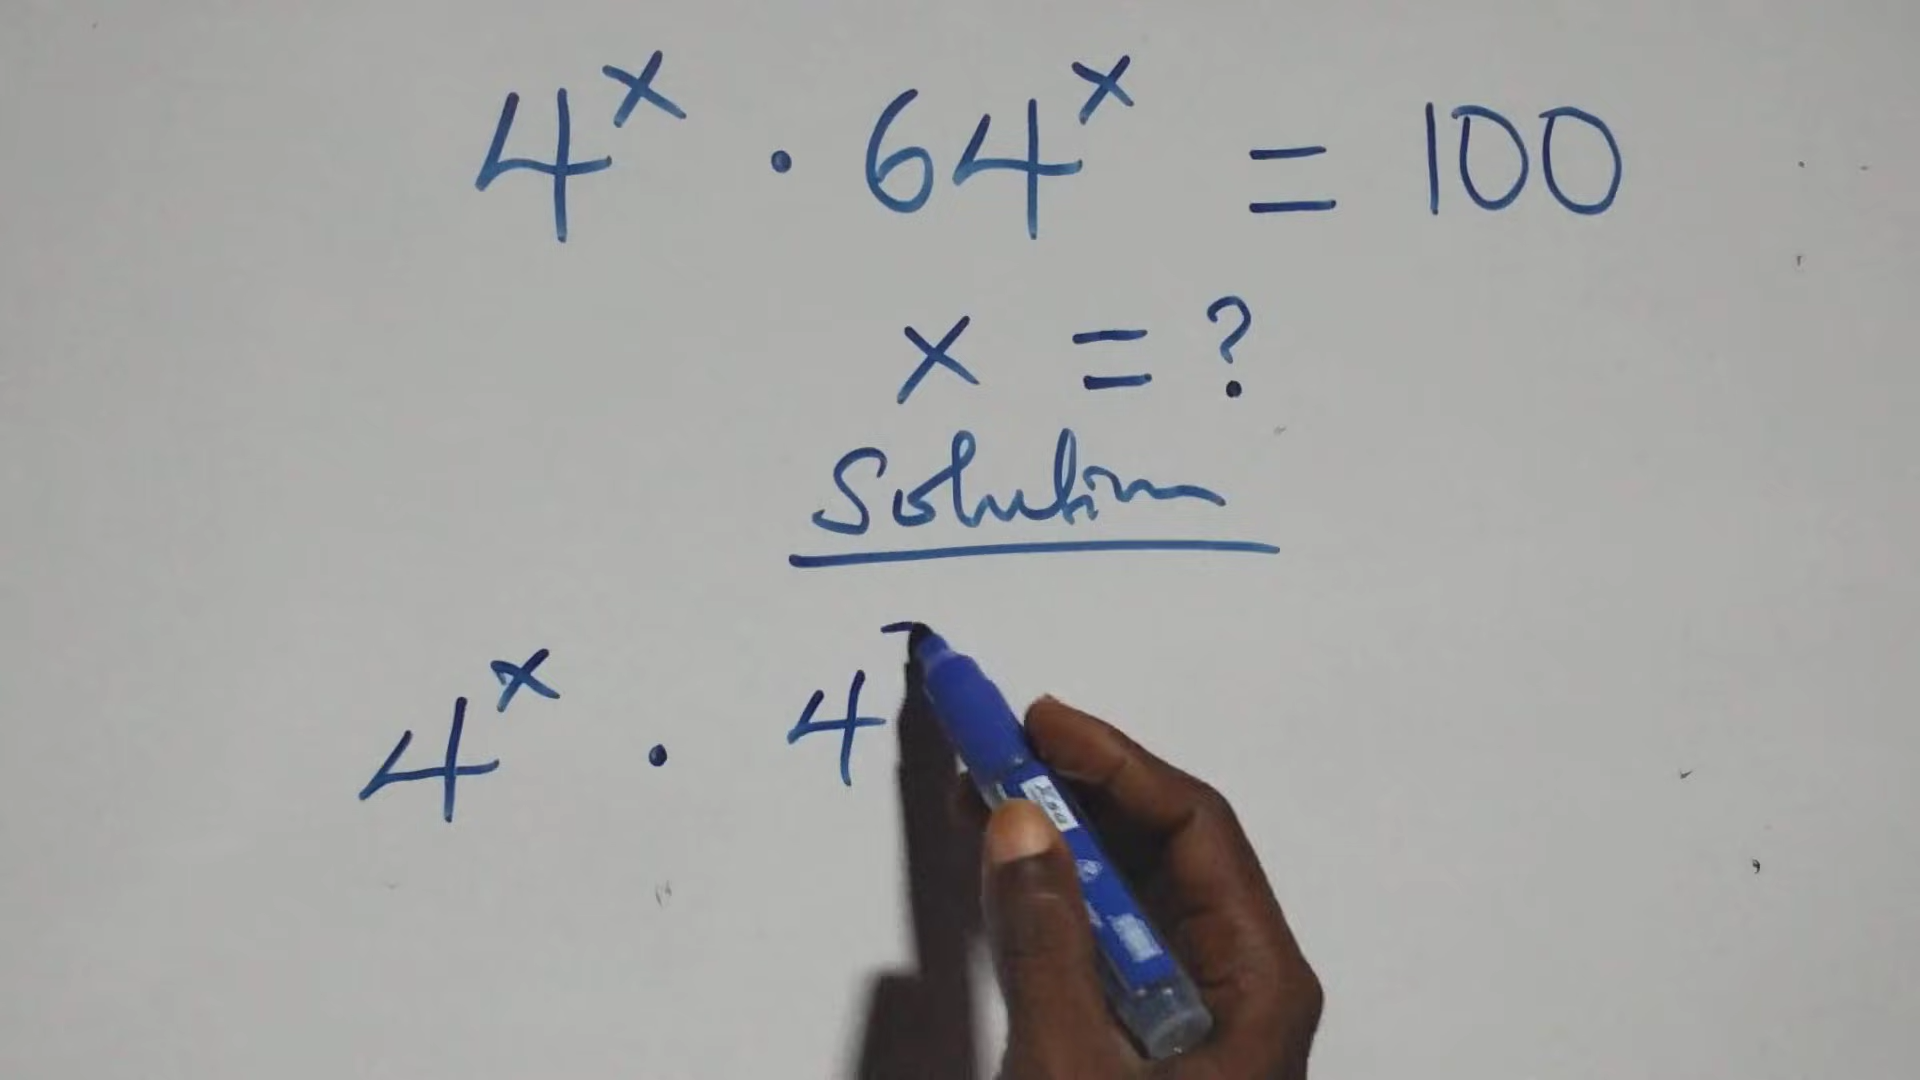 4^x · 64^x = 100
x = ?
Solution
4^x · 4